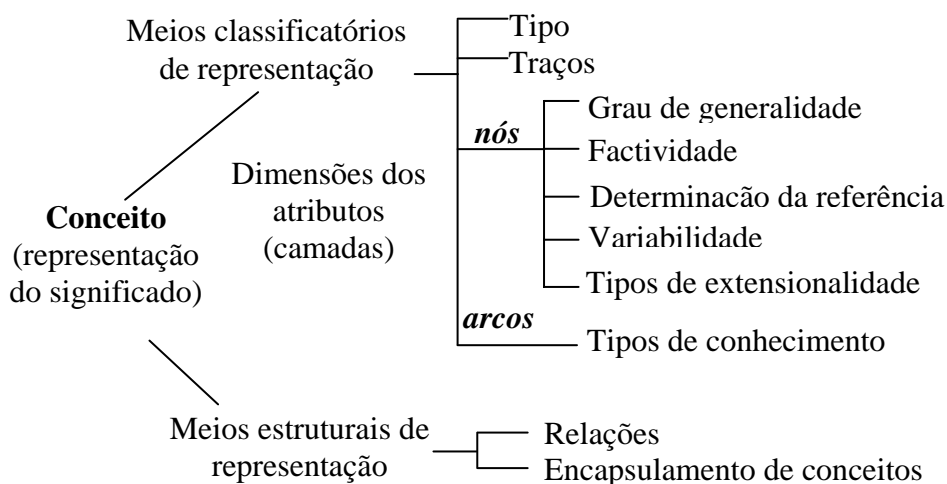 Meios classificatórios
de representação
Tipo
Traços
nós
Grau de generalidade
Factividade
Determinacão da referência
Variabilidade
Tipos de extensionalidade
Dimensões dos
atributos
(camadas)
Conceito
(representação
do significado)
arcos
Tipos de conhecimento
Meios estruturais de
representação
Relações
Encapsulamento de conceitos